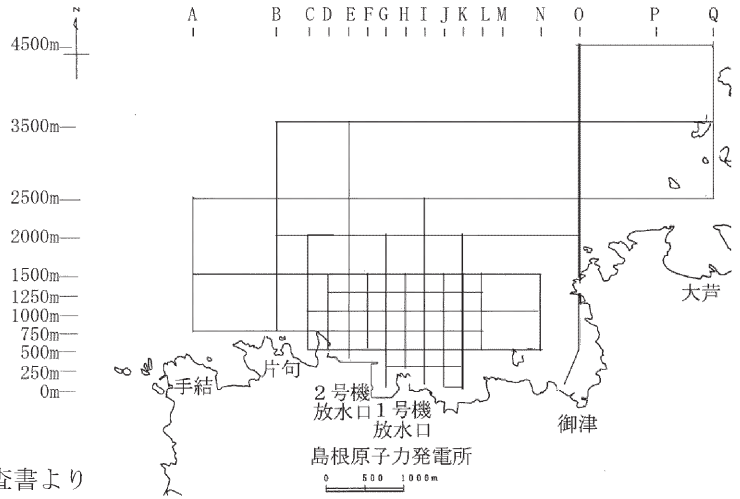 A B C D E F G H I J K L M N O P Q
z
4500m
3500m
2500m
2000m
1500m
1250m
1000m
750m
500m
250m
0m
大芦
手結
片句
2号機
放水口
1号機
放水口
御津
島根原子力発電所
0 500 1000m
査書より